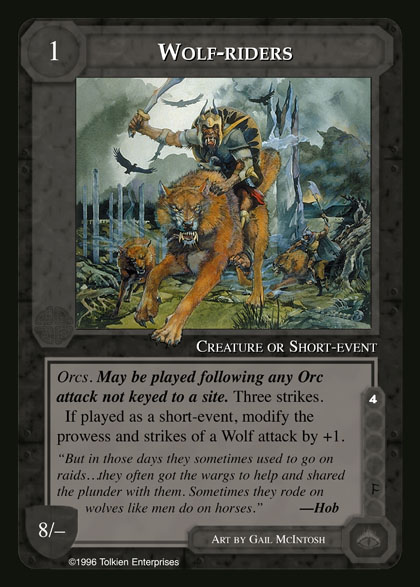 1
WOLF-RIDERS
CREATURE OR SHORT-EVENT
Orcs. May be played following any Orc
attack not keyed to a site. Three strikes.
If played as a short-event, modify the
prowess and strikes of a Wolf attack by +1.
“But in those days they sometimes used to go on
raids…they often got the wargs to help and shared
the plunder with them. Sometimes they rode on
wolves like men do on horses.” —Hob
4
F
8/–
ART BY GAIL MCINTOSH
©1996 Tolkien Enterprises